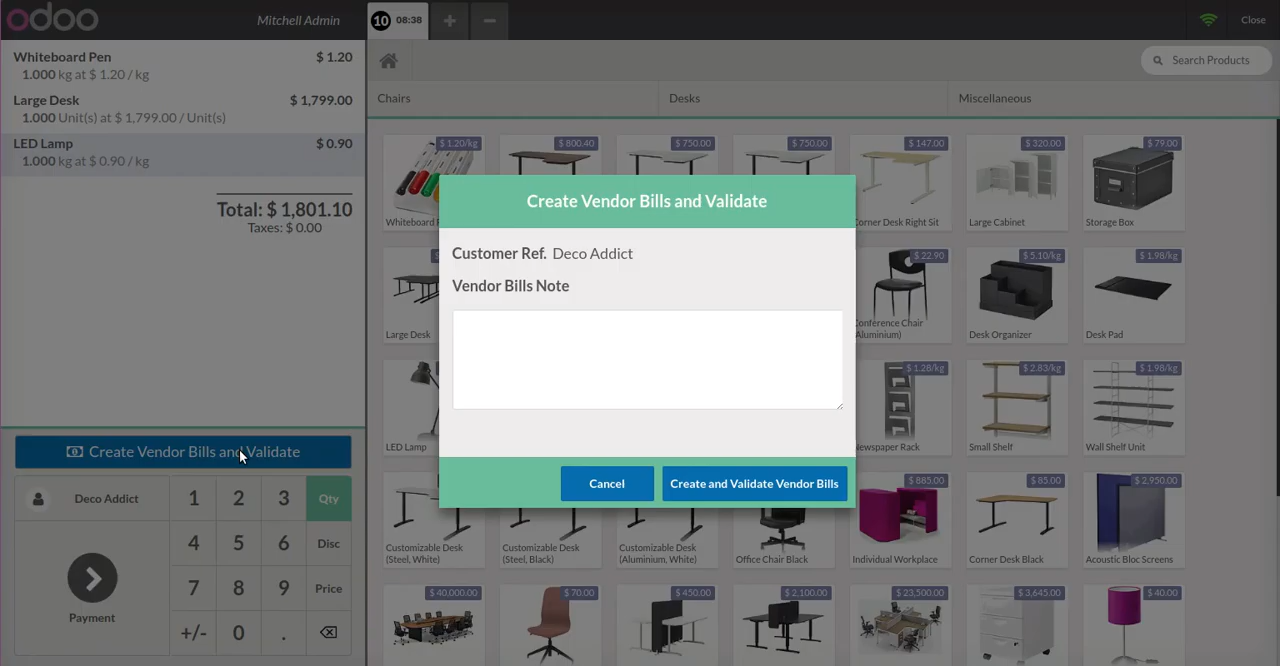 odoo
Mitchell Admin
10 08:38
+
−
Close
Search Products
Chairs
Desks
Miscellaneous
Whiteboard Pen $ 1.20
1.000 kg at $ 1.20 / kg
Large Desk $ 1,799.00
1.000 Unit(s) at $ 1,799.00 / Unit(s)
LED Lamp $ 0.90
1.000 kg at $ 0.90 / kg
Total: $ 1,801.10
Taxes: $ 0.00
Create Vendor Bills and Validate
Deco Addict
1 2 3 Qty
4 5 6 Disc
7 8 9 Price
+/- 0 .
Payment
$ 1.20/kg
$ 800.40
$ 750.00
$ 750.00
$ 147.00
$ 320.00
$ 79.00
Whiteboard
Corner Desk Right Sit
Large Cabinet
Storage Box
$ 22.90
$ 5.10/kg
$ 1.98/kg
Large Desk
Conference Chair
(Aluminium)
Desk Organizer
Desk Pad
$ 1.28/kg
$ 2.83/kg
$ 1.98/kg
LED Lamp
Newspaper Rack
Small Shelf
Wall Shelf Unit
$ 885.00
$ 85.00
$ 2,950.00
Customizable Desk
(Steel, White)
Customizable Desk
(Steel, Black)
Customizable Desk
(Aluminium, White)
Office Chair Black
Individual Workplace
Corner Desk Black
Acoustic Bloc Screens
$ 40,000.00
$ 70.00
$ 450.00
$ 2,100.00
$ 23,500.00
$ 3,645.00
$ 40.00
Create Vendor Bills and Validate
Customer Ref. Deco Addict
Vendor Bills Note
Cancel
Create and Validate Vendor Bills